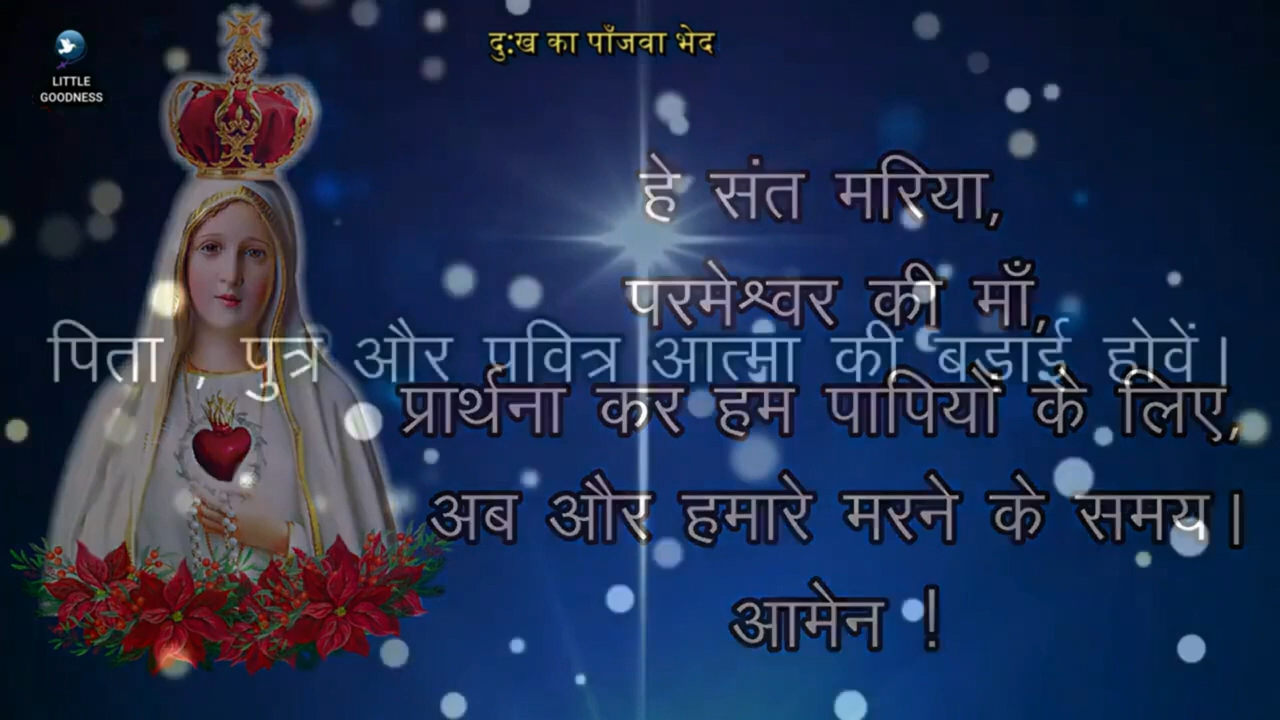 दु:ख का पाँजवा भेद
LITTLE
GOODNESS
हे संत मरिया,
परमेश्वर की माँ,
पिता , पुत्र और पवित्र आत्मा की बड़ाई होवें।
प्रार्थना कर हम पापियों के लिए,
अब और हमारे मरने के समय।
आमेन !